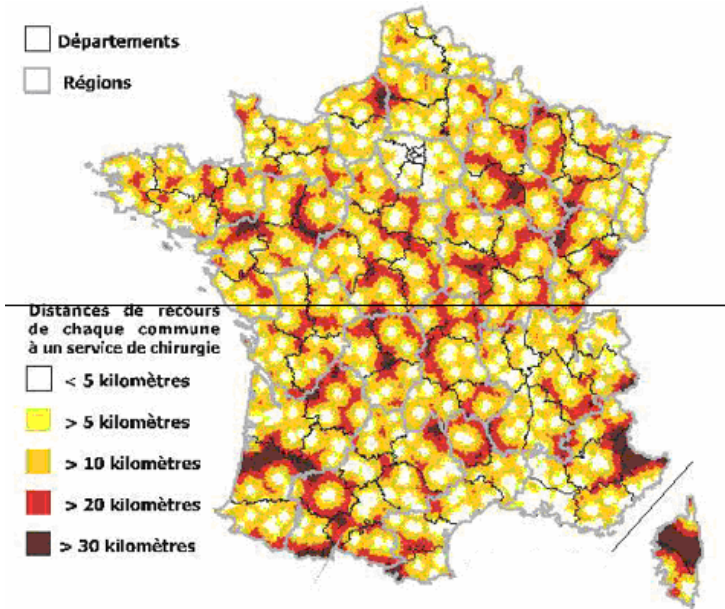 Départements
Régions
Distances de recours
de chaque commune
à un service de chirurgie
< 5 kilomètres
> 5 kilomètres
> 10 kilomètres
> 20 kilomètres
> 30 kilomètres